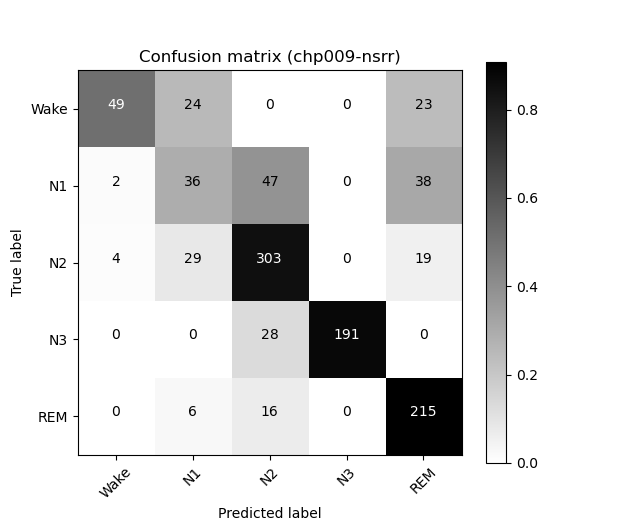 Confusion matrix (chp009-nsrr)
Wake 49 24 0 0 23
N1 2 36 47 0 38
N2 4 29 303 0 19
N3 0 0 28 191 0
REM 0 6 16 0 215
Wake N1 N2 N3 REM
Predicted label
True label
0.8
0.6
0.4
0.2
0.0